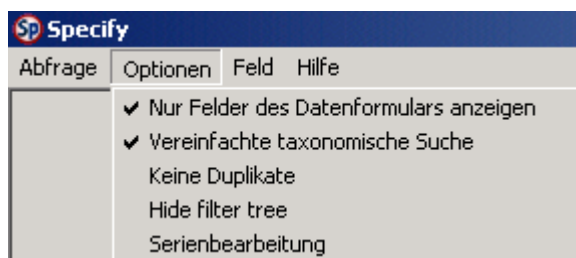 Sp Specify
Abfrage Optionen Feld Hilfe
Nur Felder des Datenformulars anzeigen
Vereinfachte taxonomische Suche
Keine Duplikate
Hide filter tree
Serienbearbeitung